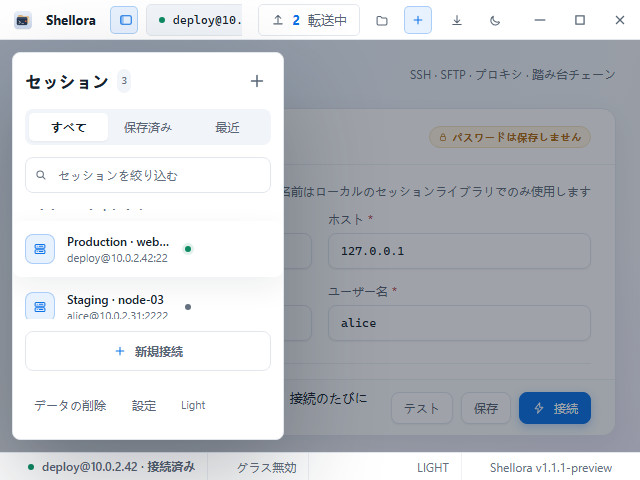 Shellora
deploy@10.
2 転送中
セッション 3
すべて 保存済み 最近
セッションを絞り込む
Production · web...
deploy@10.0.2.42:22
Staging · node-03
alice@10.0.2.31:2222
新規接続
データの削除 設定 Light
SSH · SFTP · プロキシ · 踏み台チェーン
パスワードは保存しません
名前はローカルのセッションライブラリでのみ使用します
ホスト *
127.0.0.1
ユーザー名 *
alice
接続のたびに
テスト 保存 接続
deploy@10.0.2.42 · 接続済み グラス無効 LIGHT Shellora v1.1.1-preview